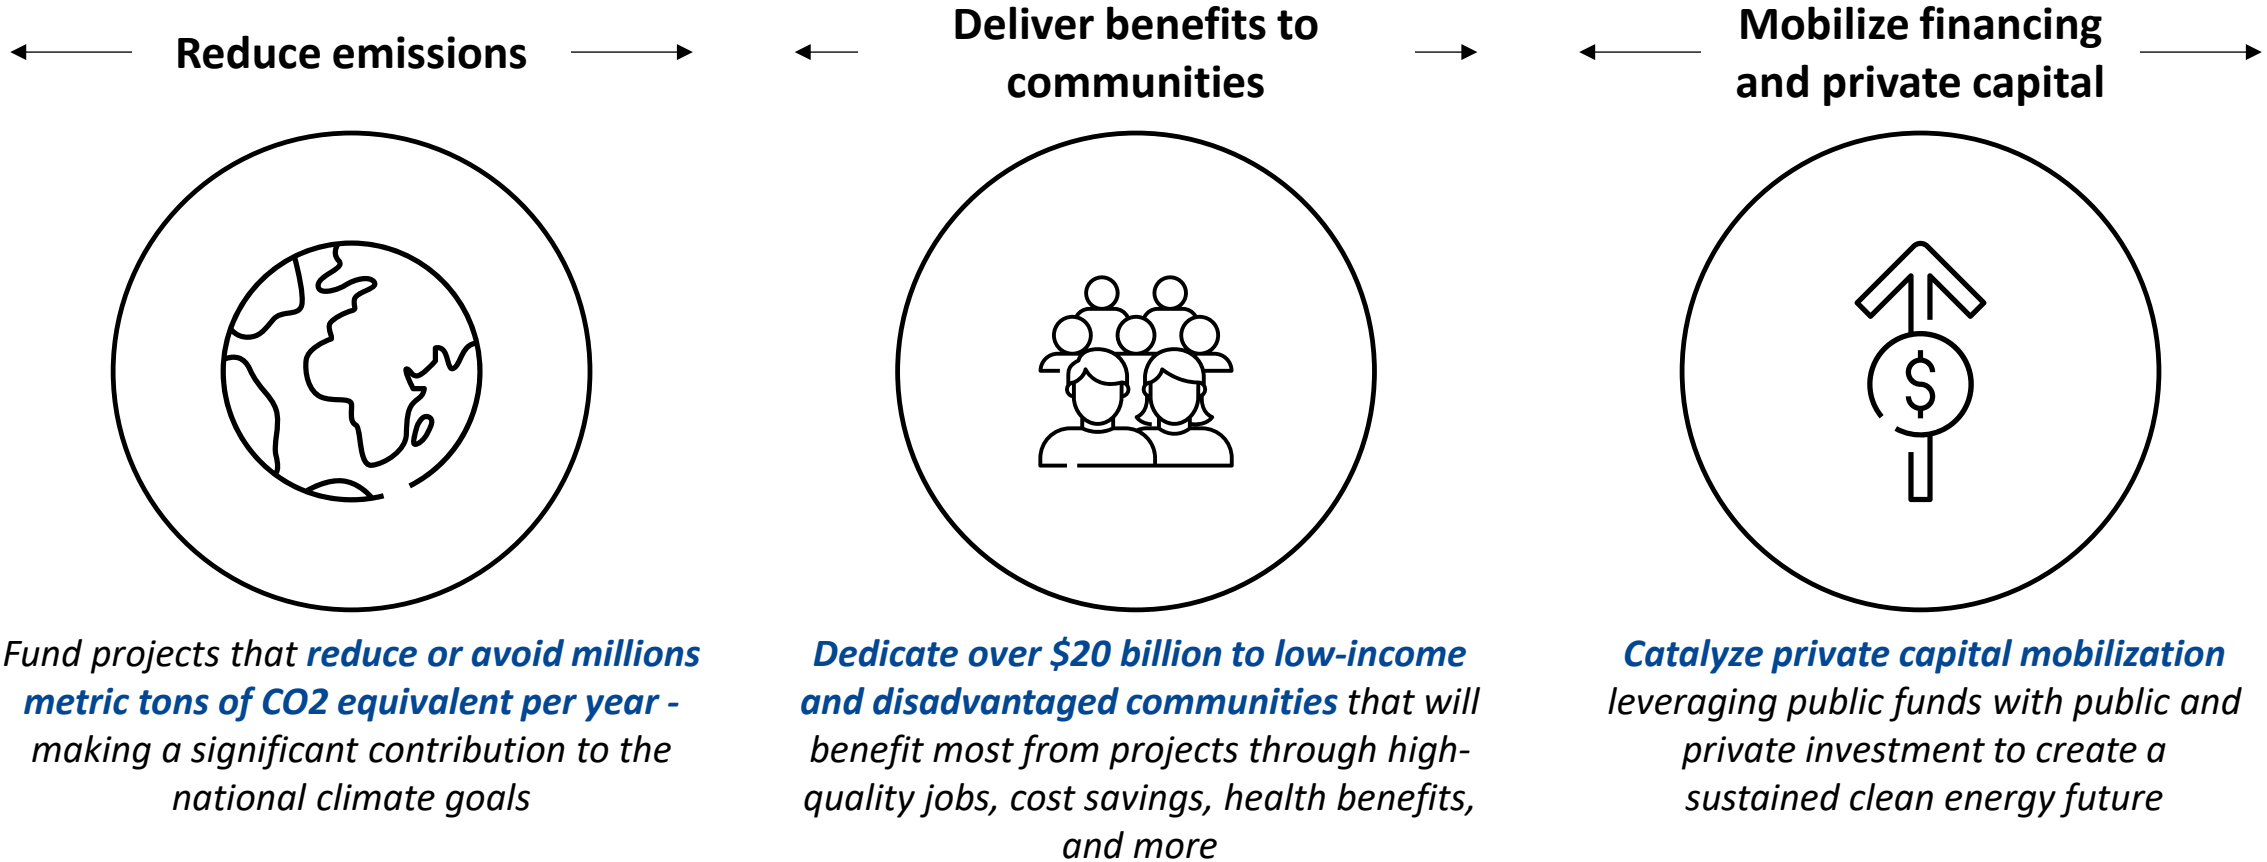 Reduce emissions
Fund projects that reduce or avoid millions
metric tons of CO2 equivalent per year -
making a significant contribution to the
national climate goals
Deliver benefits to
communities
Dedicate over $20 billion to low-income
and disadvantaged communities that will
benefit most from projects through high-
quality jobs, cost savings, health benefits,
and more
Mobilize financing
and private capital
$
Catalyze private capital mobilization
leveraging public funds with public and
private investment to create a
sustained clean energy future